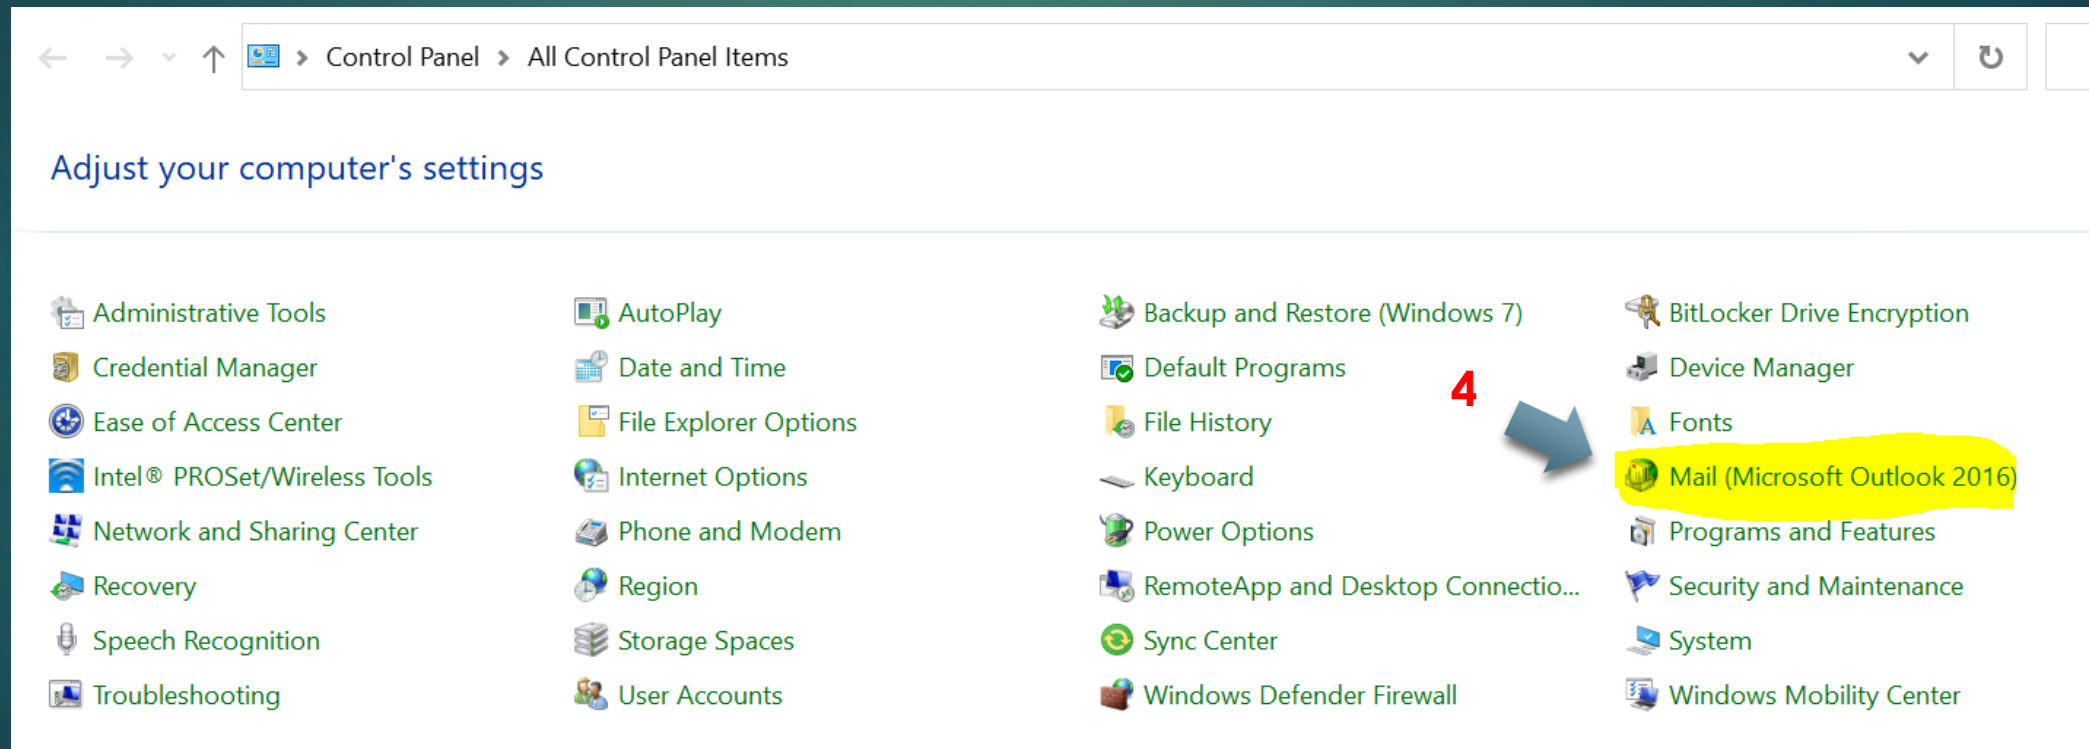 Control Panel > All Control Panel Items
Adjust your computer's settings
Administrative Tools
AutoPlay
Backup and Restore (Windows 7)
BitLocker Drive Encryption
Credential Manager
Date and Time
Default Programs
Device Manager
4
Ease of Access Center
File Explorer Options
File History
Fonts
Intel® PROSet/Wireless Tools
Internet Options
Keyboard
Mail (Microsoft Outlook 2016)
Network and Sharing Center
Phone and Modem
Power Options
Programs and Features
Recovery
Region
RemoteApp and Desktop Connectio...
Security and Maintenance
Speech Recognition
Storage Spaces
Sync Center
System
Troubleshooting
User Accounts
Windows Defender Firewall
Windows Mobility Center